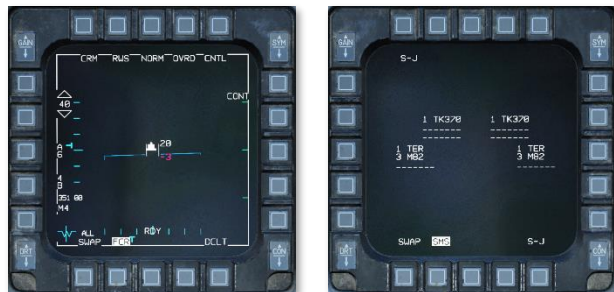 GAIN
SYM
CRM RWS NORM OVRD CNTL
40
CONT
20
-3
A
6
4
B
351 00
M4
ALL
RDY
SWAP FCR DCLT
BRT
CON
GAIN
SYM
S-J
1 TK370 1 TK370
-------
-------
-------
-------
1 TER
3 M82
-------
1 TER
3 M82
-------
SWAP SMS S-J
BRT
CON